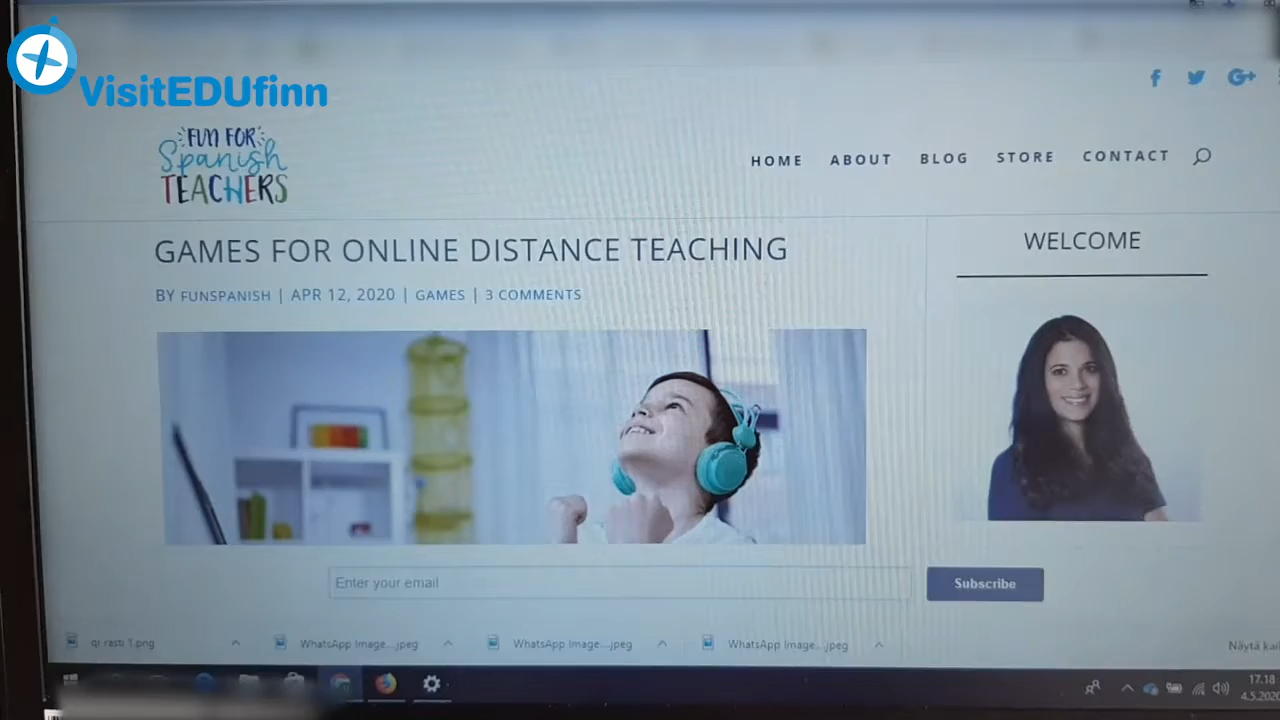 VisitEDUfinn
FUN FOR
Spanish
TEACHERS
HOME ABOUT BLOG STORE CONTACT
GAMES FOR ONLINE DISTANCE TEACHING
BY FUNSPANISH | APR 12, 2020 | GAMES | 3 COMMENTS
WELCOME
Enter your email
Subscribe
qr rasti 1.png
WhatsApp Image....jpeg
WhatsApp Image....jpeg
WhatsApp Image....jpeg
Näytä kai
17.18
4.5.2020